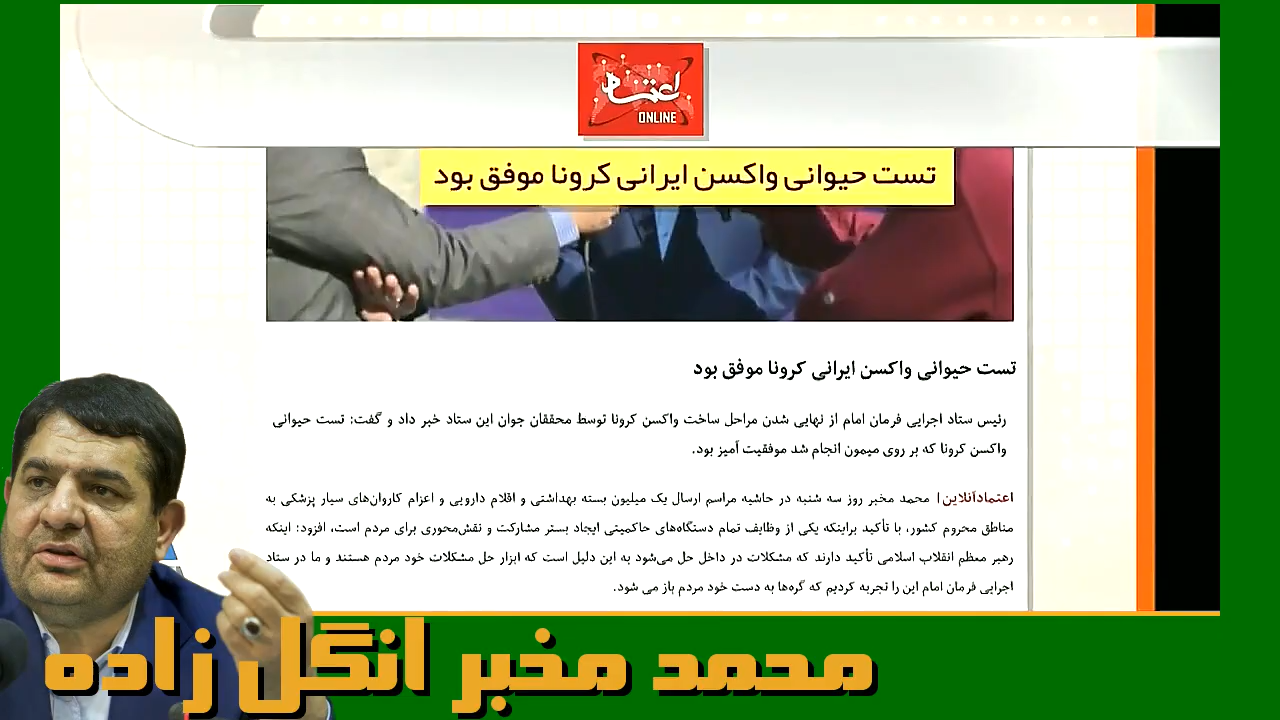 اعتماد
ONLINE
تست حیوانی واکسن ایرانی کرونا موفق بود
تست حیوانی واکسن ایرانی کرونا موفق بود
رئیس ستاد اجرایی فرمان امام از نهایی شدن مراحل ساخت واکسن کرونا توسط محققان جوان این ستاد خبر داد و گفت: تست حیوانی
واکسن کرونا که بر روی میمون انجام شد موفقیت آمیز بود.
اعتمادآنلاین| محمد مخبر روز سه شنبه در حاشیه مراسم ارسال یک میلیون بسته بهداشتی و اقلام دارویی و اعزام کاروان‌های سیار پزشکی به
مناطق محروم کشور، با تأکید براینکه یکی از وظایف تمام دستگاه‌های حاکمیتی ایجاد بستر مشارکت و نقش‌محوری برای مردم است، افزود: اینکه
رهبر معظم انقلاب اسلامی تأکید دارند که مشکلات در داخل حل می‌شود به این دلیل است که ابزار حل مشکلات خود مردم هستند و ما در ستاد
اجرایی فرمان امام این را تجربه کردیم که گره‌ها به دست خود مردم باز می شود.
محمد مخبر انگل زاده